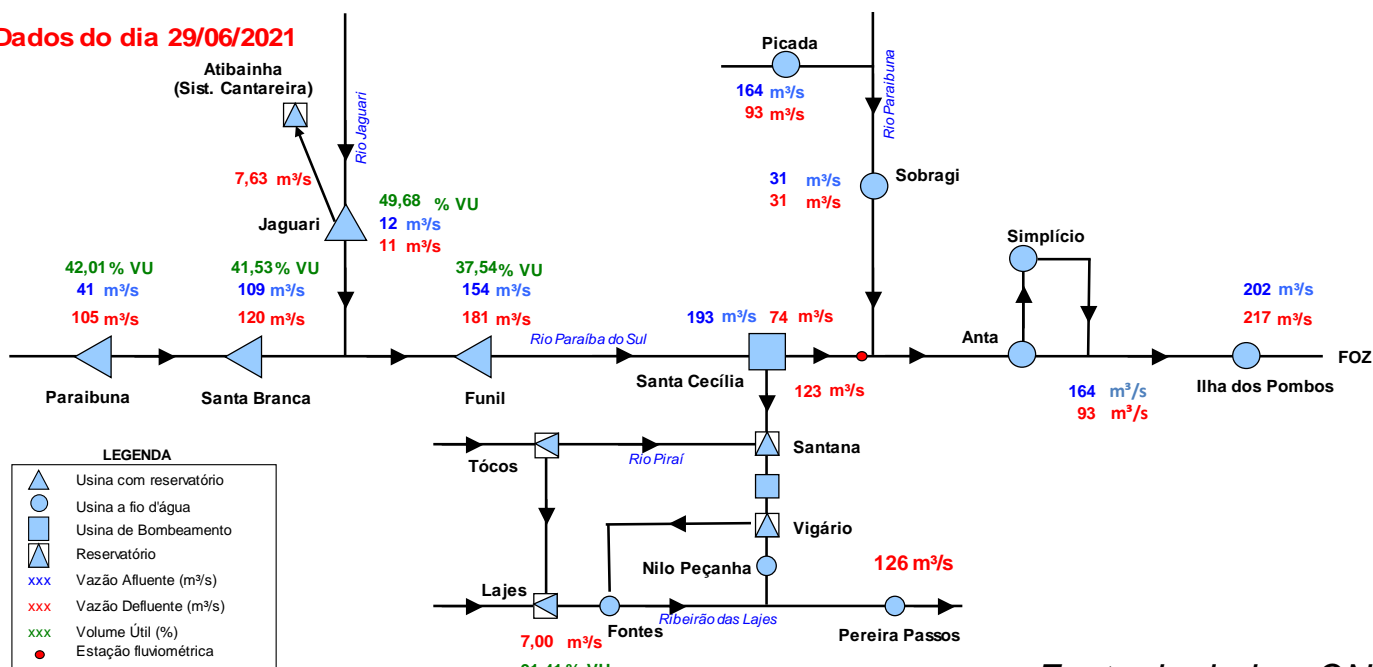 Dados do dia 29/06/2021
Picada
164 m³/s
93 m³/s
Rio Paraibuna
Atibainha
(Sist. Cantareira)
Rio Jaguari
7,63 m³/s
Jaguari
49,68 % VU
12 m³/s
11 m³/s
31 m³/s
31 m³/s
Sobragi
Simplício
42,01% VU
41 m³/s
105 m³/s
Paraibuna
41,53% VU
109 m³/s
120 m³/s
Santa Branca
37,54% VU
154 m³/s
181 m³/s
Funil
Rio Paraíba do Sul
193 m³/s 74 m³/s
Santa Cecília
123 m³/s
Anta
164 m³/s
93 m³/s
202 m³/s
217 m³/s
Ilha dos Pombos
FOZ
Tócos
Rio Piraí
Santana
Vigário
Nilo Peçanha
126 m³/s
Lajes
7,00 m³/s
Fontes
Ribeirão das Lajes
Pereira Passos
LEGENDA
Usina com reservatório
Usina a fio d'água
Usina de Bombeamento
Reservatório
xxx Vazão Afluente (m³/s)
xxx Vazão Defluente (m³/s)
xxx Volume Útil (%)
Estação fluviométrica